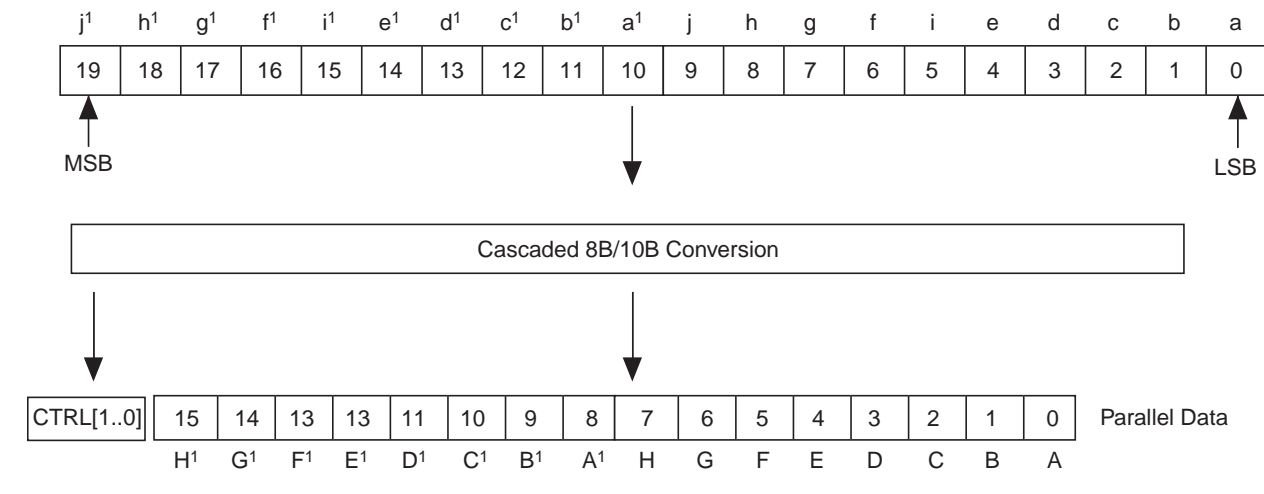 j¹ h¹ g¹ f¹ i¹ e¹ d¹ c¹ b¹ a¹ j h g f i e d c b a
19 18 17 16 15 14 13 12 11 10 9 8 7 6 5 4 3 2 1 0
MSB LSB
Cascaded 8B/10B Conversion
CTRL[1..0] 15 14 13 13 11 10 9 8 7 6 5 4 3 2 1 0 Parallel Data
H¹ G¹ F¹ E¹ D¹ C¹ B¹ A¹ H G F E D C B A